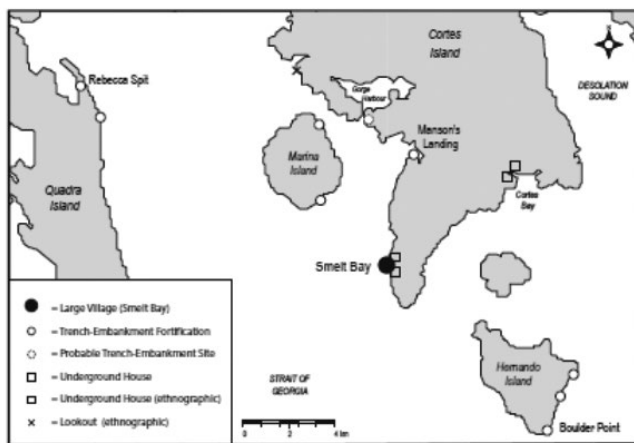 Cortes
Island
DESOLATION
SOUND
Rebecca Spit
Gorge
Harbour
Manson's
Landing
Marina
Island
Quadra
Island
Cortes
Bay
Smelt Bay
= Large Village (Smelt Bay)
= Trench-Embankment Fortification
= Probable Trench-Embankment Site
= Underground House
= Underground House (ethnographic)
= Lookout (ethnographic)
STRAIT OF
GEORGIA
0 2 4 km
Hernando
Island
Boulder Point